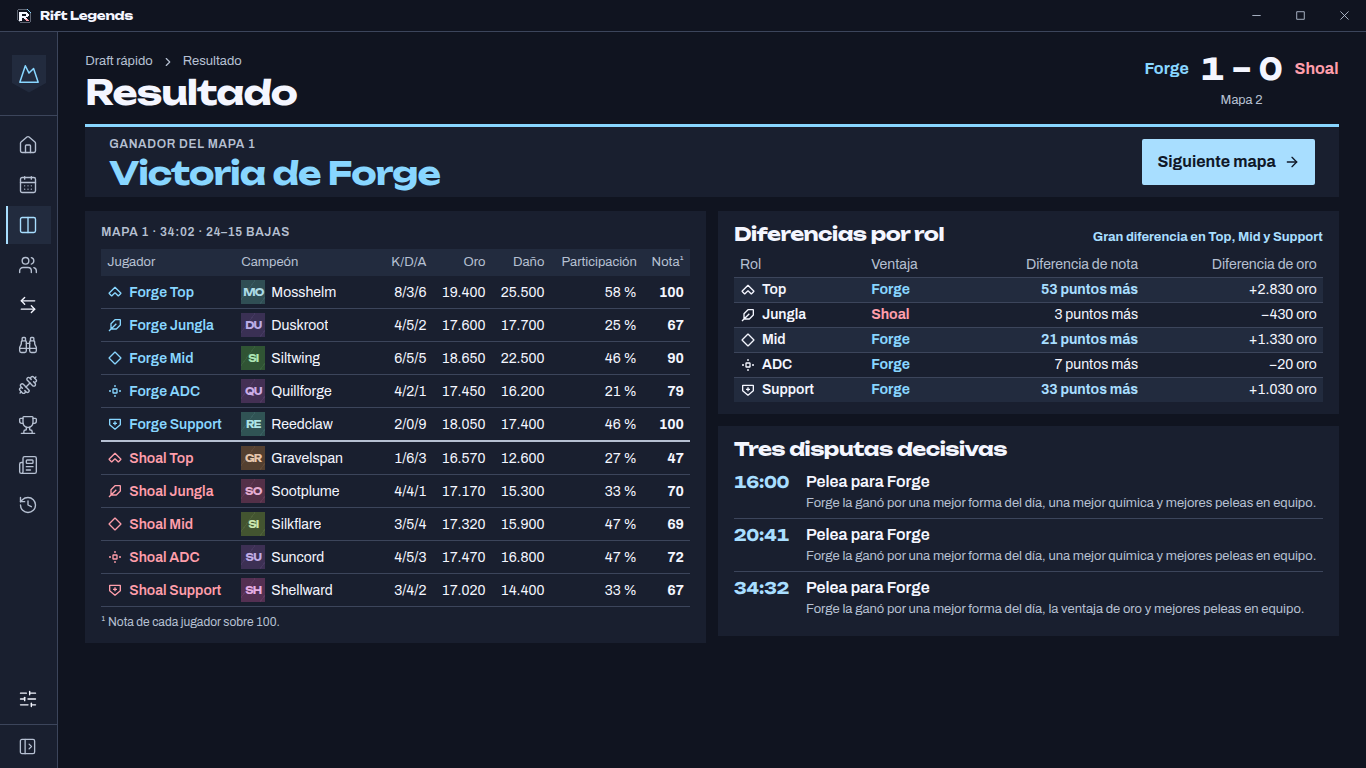 Rift Legends
Draft rápido > Resultado
Resultado
Forge 1 – 0 Shoal
Mapa 2
GANADOR DEL MAPA 1
Victoria de Forge
Siguiente mapa →
MAPA 1 · 34:02 · 24–15 BAJAS
Jugador Campeón K/D/A Oro Daño Participación Nota¹
Forge Top MO Mosshelm 8/3/6 19.400 25.500 58 % 100
Forge Jungla DU Duskroot 4/5/2 17.600 17.700 25 % 67
Forge Mid SI Siltwing 6/5/5 18.650 22.500 46 % 90
Forge ADC QU Quillforge 4/2/1 17.450 16.200 21 % 79
Forge Support RE Reedclaw 2/0/9 18.050 17.400 46 % 100
Shoal Top GR Gravelspan 1/6/3 16.570 12.600 27 % 47
Shoal Jungla SO Sootplume 4/4/1 17.170 15.300 33 % 70
Shoal Mid SI Silkflare 3/5/4 17.320 15.900 47 % 69
Shoal ADC SU Suncord 4/5/3 17.470 16.800 47 % 72
Shoal Support SH Shellward 3/4/2 17.020 14.400 33 % 67
¹ Nota de cada jugador sobre 100.
Diferencias por rol
Gran diferencia en Top, Mid y Support
Rol Ventaja Diferencia de nota Diferencia de oro
Top Forge 53 puntos más +2.830 oro
Jungla Shoal 3 puntos más −430 oro
Mid Forge 21 puntos más +1.330 oro
ADC Forge 7 puntos más −20 oro
Support Forge 33 puntos más +1.030 oro
Tres disputas decisivas
16:00 Pelea para Forge
Forge la ganó por una mejor forma del día, una mejor química y mejores peleas en equipo.
20:41 Pelea para Forge
Forge la ganó por una mejor forma del día, una mejor química y mejores peleas en equipo.
34:32 Pelea para Forge
Forge la ganó por una mejor forma del día, la ventaja de oro y mejores peleas en equipo.